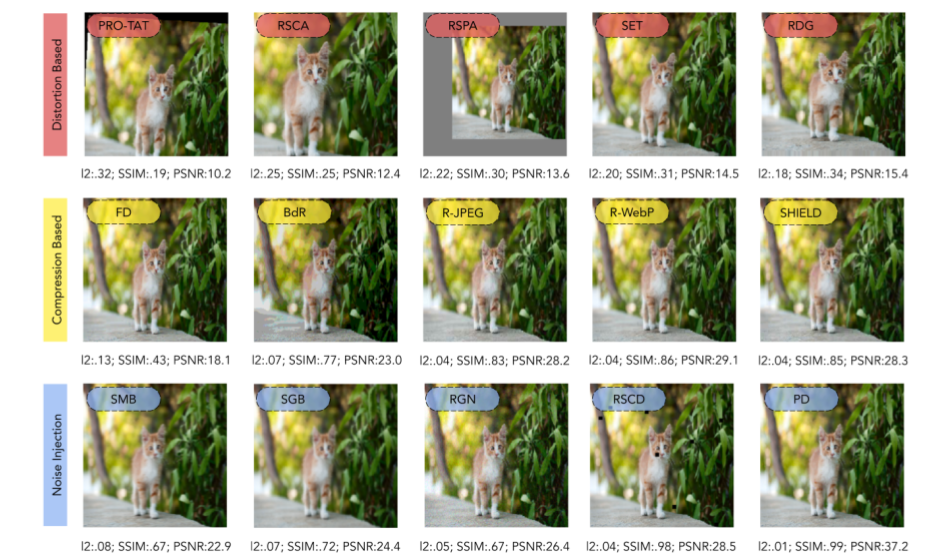 Distortion Based
PRO-TAT
RSCA
RSPA
SET
RDG
l2:.32; SSIM:.19; PSNR:10.2
l2:.25; SSIM:.25; PSNR:12.4
l2:.22; SSIM:.30; PSNR:13.6
l2:.20; SSIM:.31; PSNR:14.5
l2:.18; SSIM:.34; PSNR:15.4
Compression Based
FD
BdR
R-JPEG
R-WebP
SHIELD
l2:.13; SSIM:.43; PSNR:18.1
l2:.07; SSIM:.77; PSNR:23.0
l2:.04; SSIM:.83; PSNR:28.2
l2:.04; SSIM:.86; PSNR:29.1
l2:.04; SSIM:.85; PSNR:28.3
Noise Injection
SMB
SGB
RGN
RSCD
PD
l2:.08; SSIM:.67; PSNR:22.9
l2:.07; SSIM:.72; PSNR:24.4
l2:.05; SSIM:.67; PSNR:26.4
l2:.04; SSIM:.98; PSNR:28.5
l2:.01; SSIM:.99; PSNR:37.2